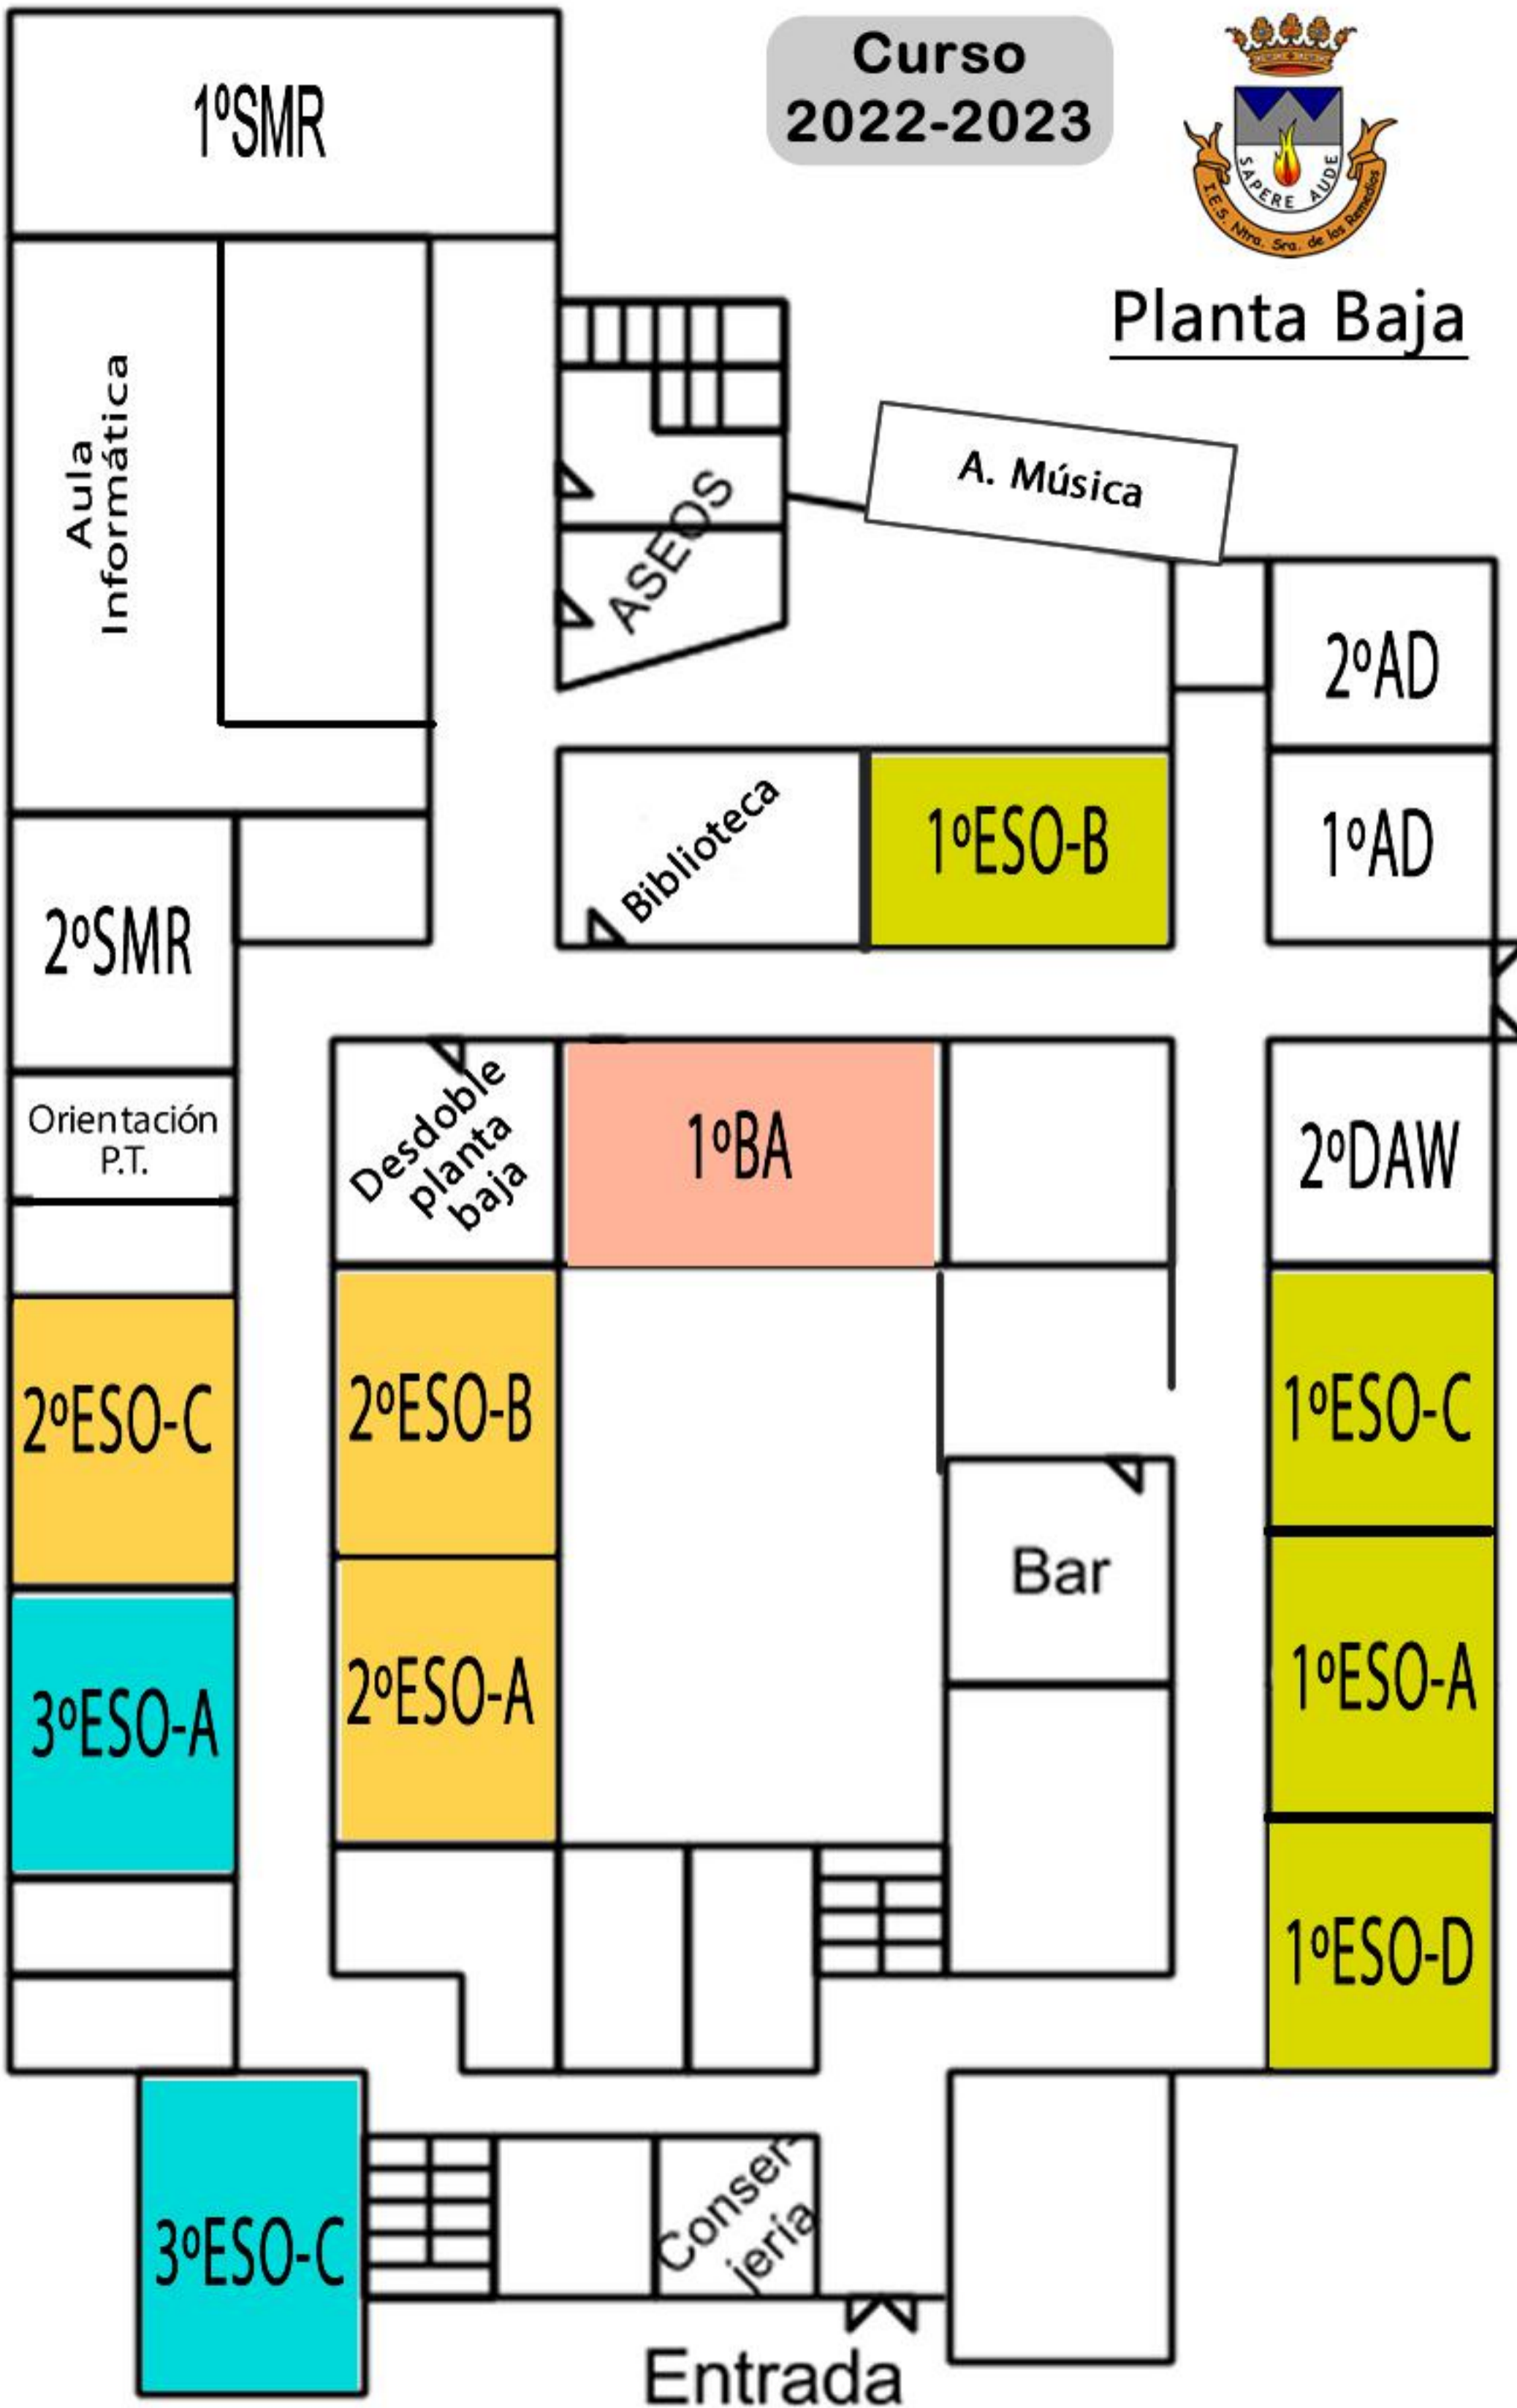 Curso
2022-2023
SAPERE AUDE
I.E.S. Ntra. Sra. de los Remedios
Planta Baja
1ºSMR
Aula
Informática
ASEOS
A. Música
2ºAD
Biblioteca
1ºESO-B
1ºAD
2ºSMR
Orientación
P.T.
Desdoble
planta
baja
1ºBA
2ºDAW
2ºESO-C
2ºESO-B
1ºESO-C
Bar
3ºESO-A
2ºESO-A
1ºESO-A
1ºESO-D
3ºESO-C
Conser-
jería
Entrada